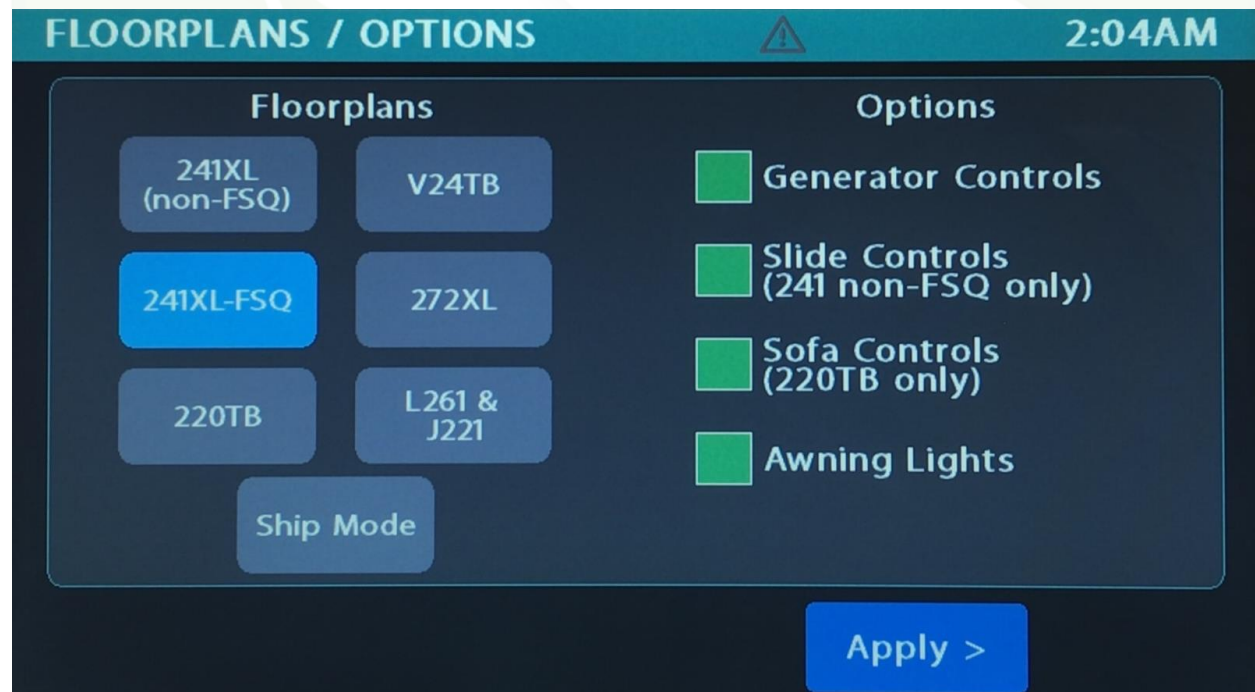 FLOORPLANS / OPTIONS
2:04AM
Floorplans
241XL
(non-FSQ)
V24TB
241XL-FSQ
272XL
220TB
L261 &
J221
Ship Mode
Options
Generator Controls
Slide Controls
(241 non-FSQ only)
Sofa Controls
(220TB only)
Awning Lights
Apply >